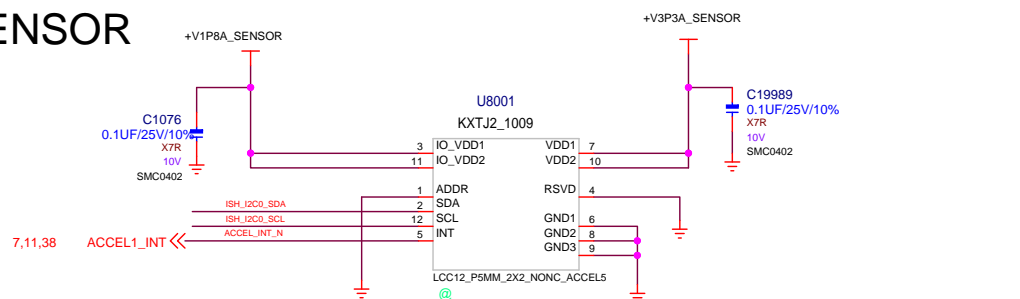 ENSOR
+V1P8A_SENSOR
+V3P3A_SENSOR
C1076
0.1UF/25V/10%
X7R
10V
SMC0402
C19989
0.1UF/25V/10%
X7R
10V
SMC0402
U8001
KXTJ2_1009
3 IO_VDD1 VDD1 7
11 IO_VDD2 VDD2 10
1 ADDR RSVD 4
ISH_I2C0_SDA 2 SDA
ISH_I2C0_SCL 12 SCL GND1 6
7,11,38 ACCEL1_INT ACCEL_INT_N 5 INT GND2 8
GND3 9
LCC12_P5MM_2X2_NONC_ACCEL5
@